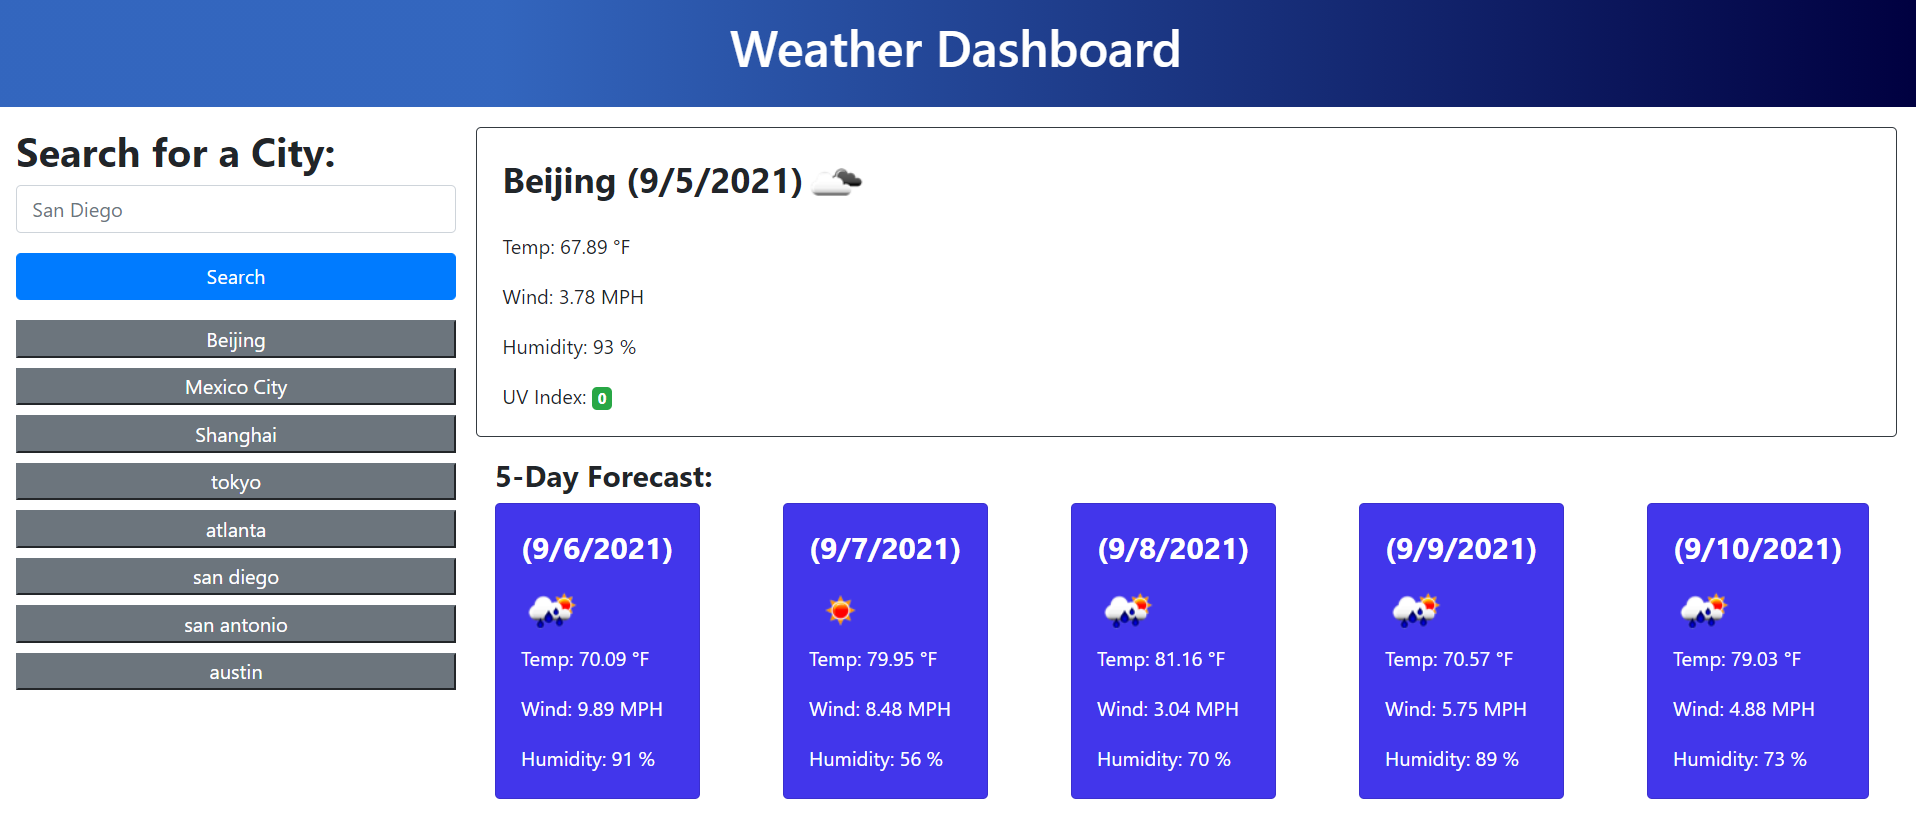 Weather Dashboard
Search for a City:
San Diego
Search
Beijing
Mexico City
Shanghai
tokyo
atlanta
san diego
san antonio
austin
Beijing (9/5/2021)
Temp: 67.89 °F
Wind: 3.78 MPH
Humidity: 93 %
UV Index: 0
5-Day Forecast:
(9/6/2021)
Temp: 70.09 °F
Wind: 9.89 MPH
Humidity: 91 %
(9/7/2021)
Temp: 79.95 °F
Wind: 8.48 MPH
Humidity: 56 %
(9/8/2021)
Temp: 81.16 °F
Wind: 3.04 MPH
Humidity: 70 %
(9/9/2021)
Temp: 70.57 °F
Wind: 5.75 MPH
Humidity: 89 %
(9/10/2021)
Temp: 79.03 °F
Wind: 4.88 MPH
Humidity: 73 %